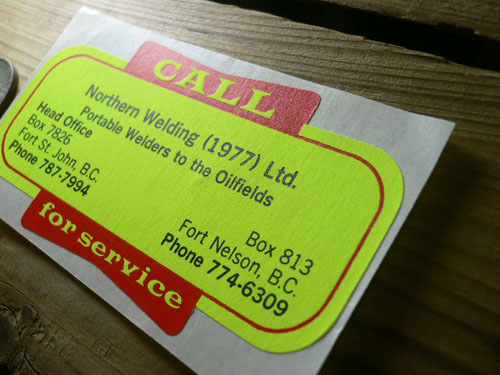 CALL
Northern Welding (1977) Ltd.
Portable Welders to the Oilfields
Head Office
Box 7826
Fort St. John, B.C.
Phone 787-7994
Box 813
Fort Nelson, B.C.
Phone 774-6309
for service